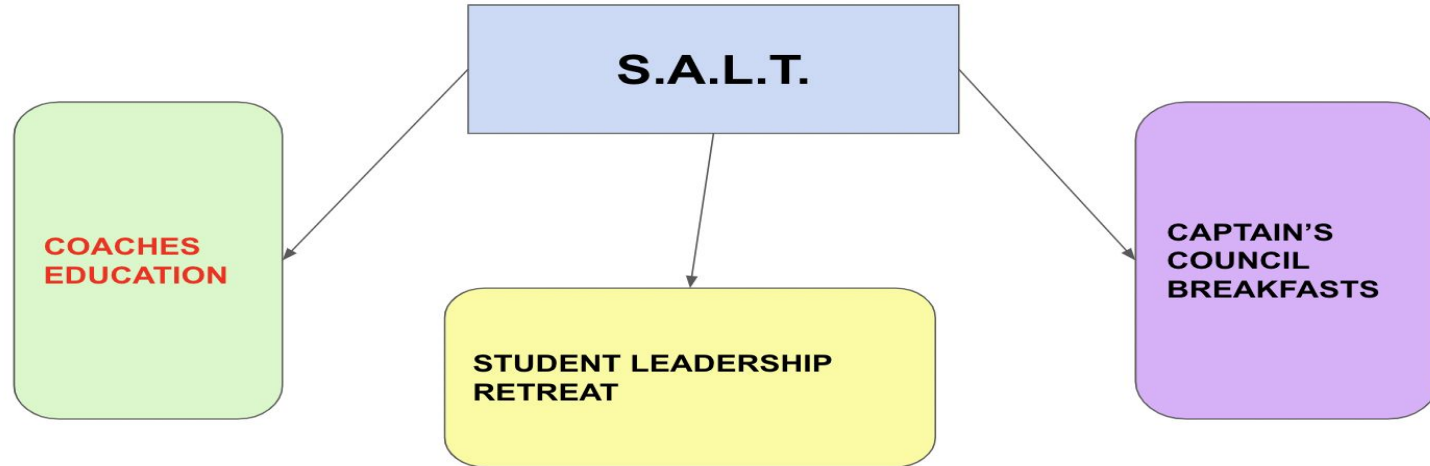 S.A.L.T.
COACHES
EDUCATION
STUDENT LEADERSHIP
RETREAT
CAPTAIN’S
COUNCIL
BREAKFASTS